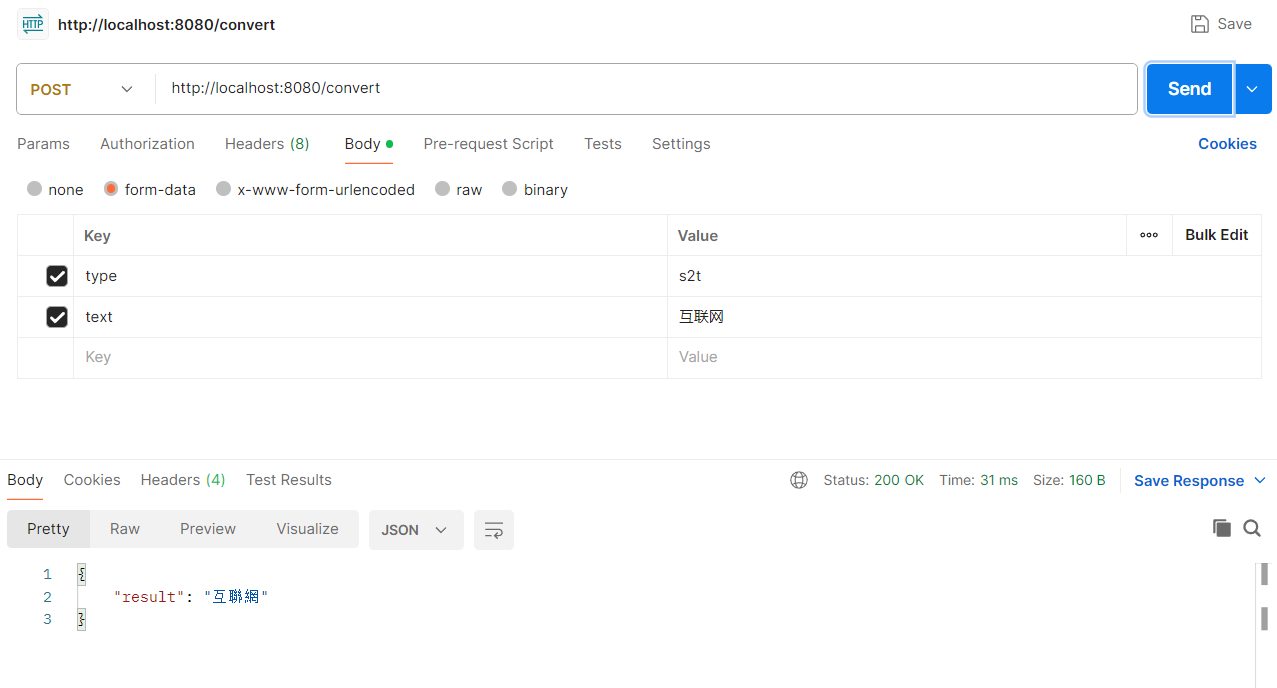 HTTP http://localhost:8080/convert Save
POST http://localhost:8080/convert Send
Params Authorization Headers (8) Body Pre-request Script Tests Settings Cookies
none form-data x-www-form-urlencoded raw binary
Key Value Bulk Edit
type s2t
text 互联网
Key Value
Body Cookies Headers (4) Test Results Status: 200 OK Time: 31 ms Size: 160 B Save Response
Pretty Raw Preview Visualize JSON
1 {
2 "result": "互聯網"
3 }